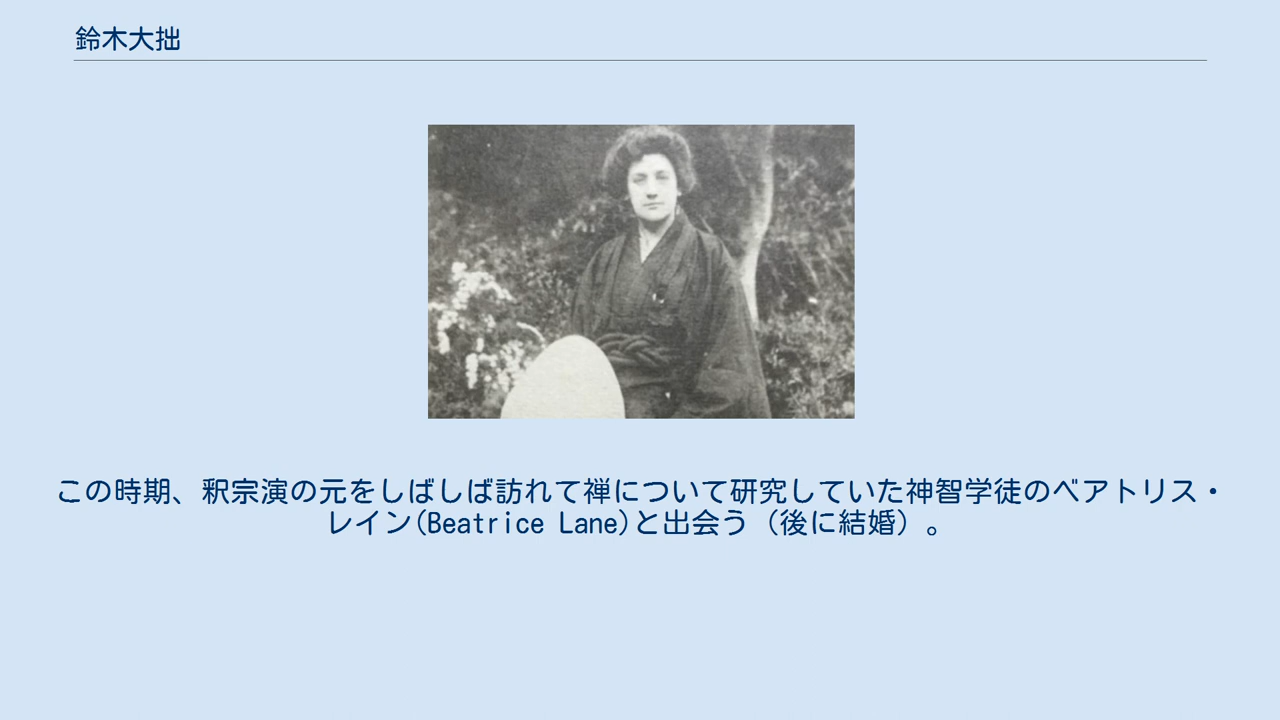 鈴木大拙
この時期、釈宗演の元をしばしば訪れて禅について研究していた神智学徒のベアトリス・
レイン(Beatrice Lane)と出会う（後に結婚）。